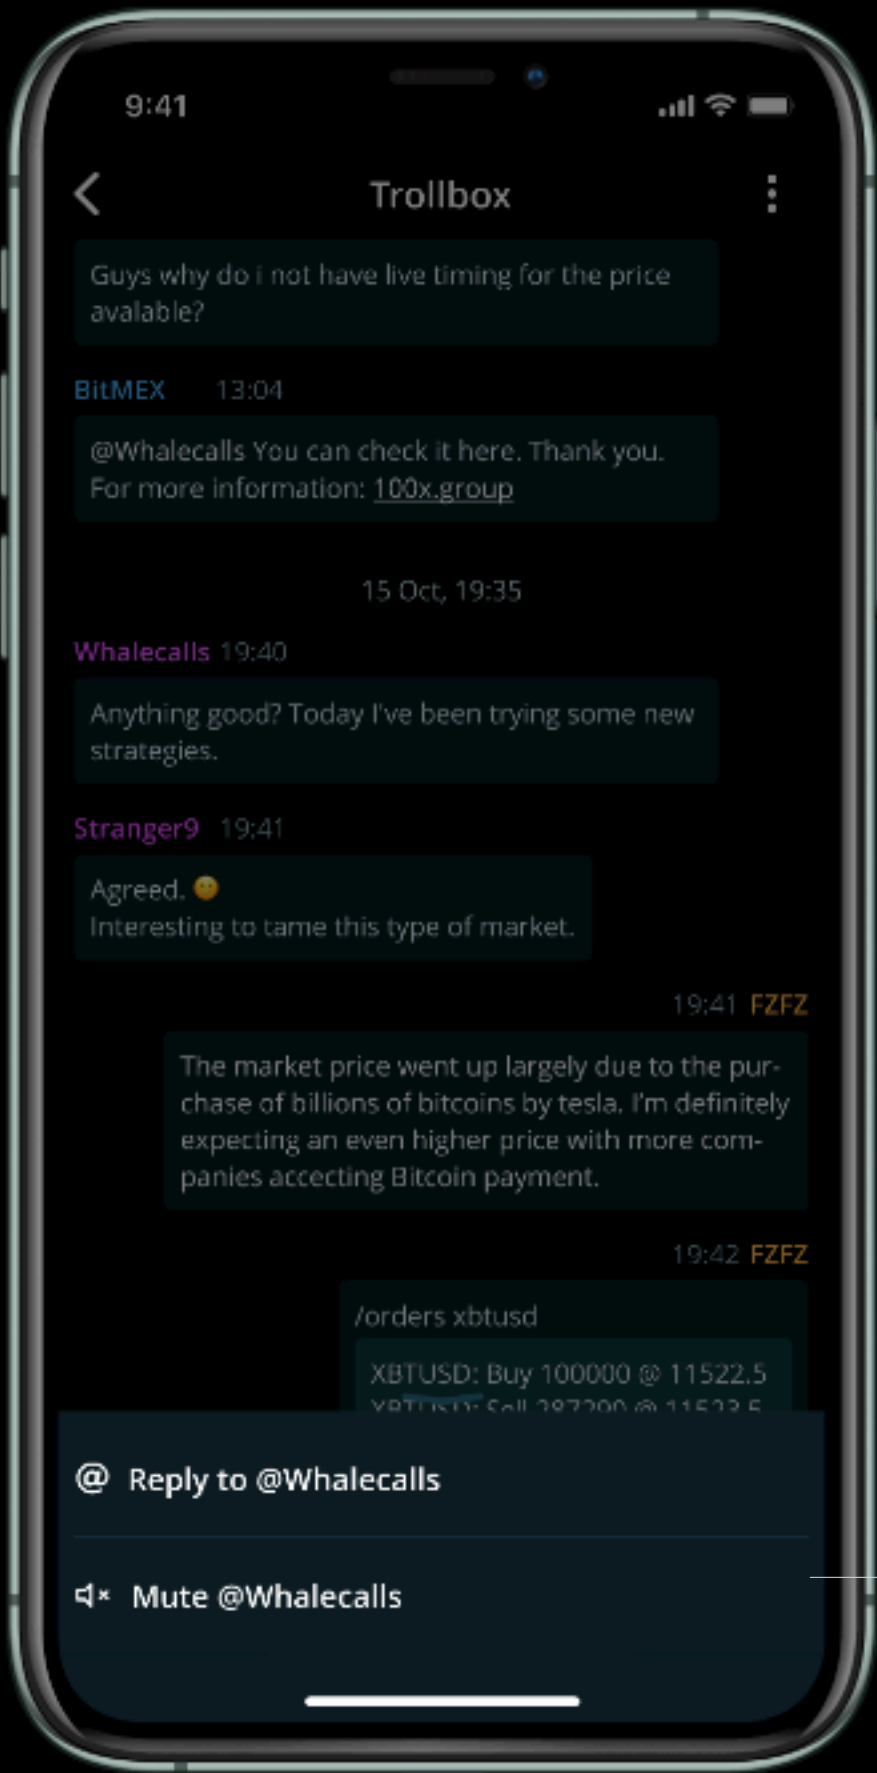 9:41
Trollbox
Guys why do i not have live timing for the price
avalable?
BitMEX 13:04
@Whalecalls You can check it here. Thank you.
For more information: 100x.group
15 Oct, 19:35
Whalecalls 19:40
Anything good? Today I've been trying some new
strategies.
Stranger9 19:41
Agreed. 🙂
Interesting to tame this type of market.
19:41 FZFZ
The market price went up largely due to the pur-
chase of billions of bitcoins by tesla. I'm definitely
expecting an even higher price with more com-
panies accecting Bitcoin payment.
19:42 FZFZ
/orders xbtusd
XBTUSD: Buy 100000 @ 11522.5
XBTUSD: Sell 287290 @ 11523.5
@ Reply to @Whalecalls
Mute @Whalecalls